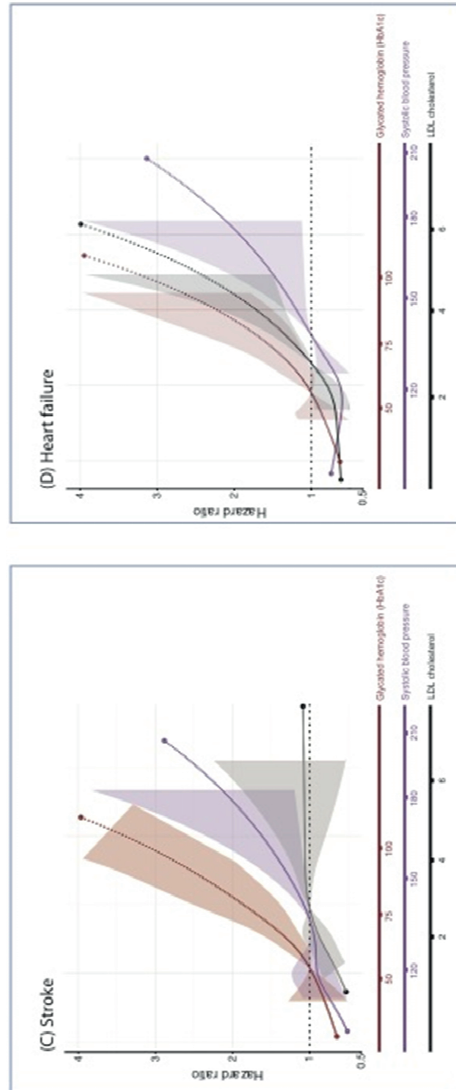 (C) Stroke
Hazard ratio
4
3
2
1
0.5
50 75 100
Glycated hemoglobin (HbA1c)
120 150 180 210
Systolic blood pressure
2 4 6
LDL cholesterol
(D) Heart failure
Hazard ratio
4
3
2
1
0.5
50 75 100
Glycated hemoglobin (HbA1c)
120 150 180 210
Systolic blood pressure
2 4 6
LDL cholesterol